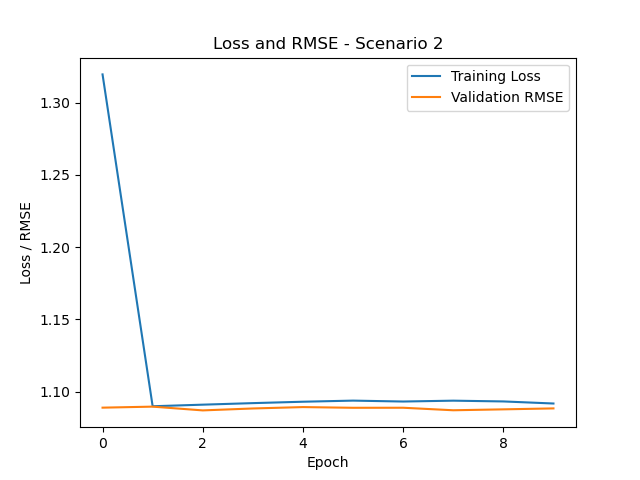 Loss and RMSE - Scenario 2
Training Loss
Validation RMSE
1.30
1.25
1.20
1.15
1.10
Loss / RMSE
0
2
4
6
8
Epoch